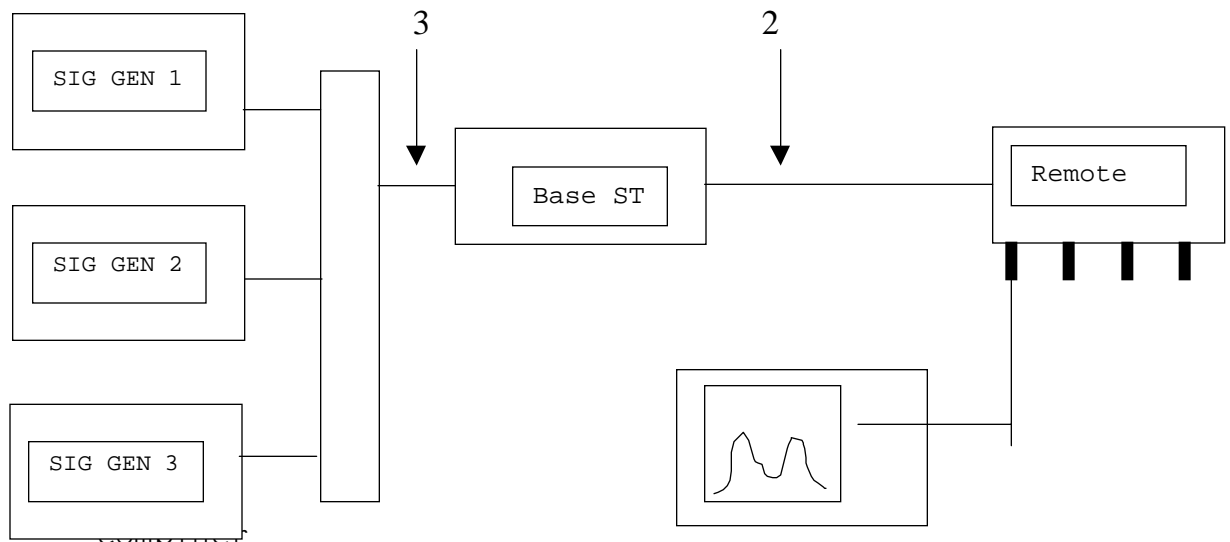 3 2
SIG GEN 1
Remote
Base ST
SIG GEN 2
SIG GEN 3